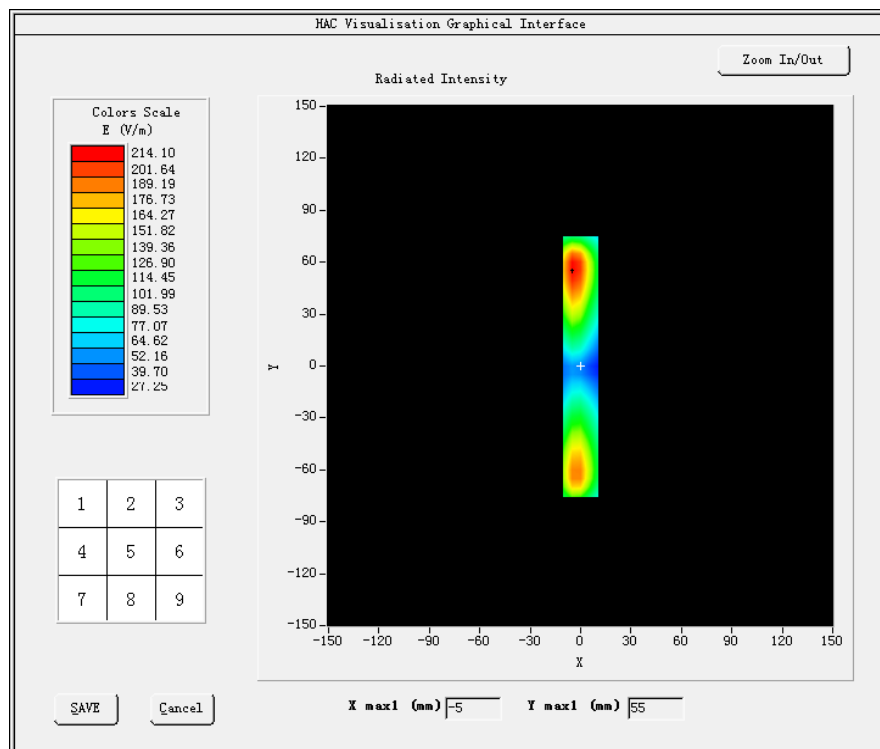 HAC Visualisation Graphical Interface
Zoom In/Out
Radiated Intensity
Colors Scale
E (V/m)
214.10
201.64
189.19
176.73
164.27
151.82
139.36
126.90
114.45
101.99
89.53
77.07
64.62
52.16
39.70
27.25
1 2 3
4 5 6
7 8 9
SAVE
Cancel
150
120
90
60
30
0
-30
-60
-90
-120
-150
Y
-150 -120 -90 -60 -30 0 30 60 90 120 150
X
X max1 (mm) -5 Y max1 (mm) 55